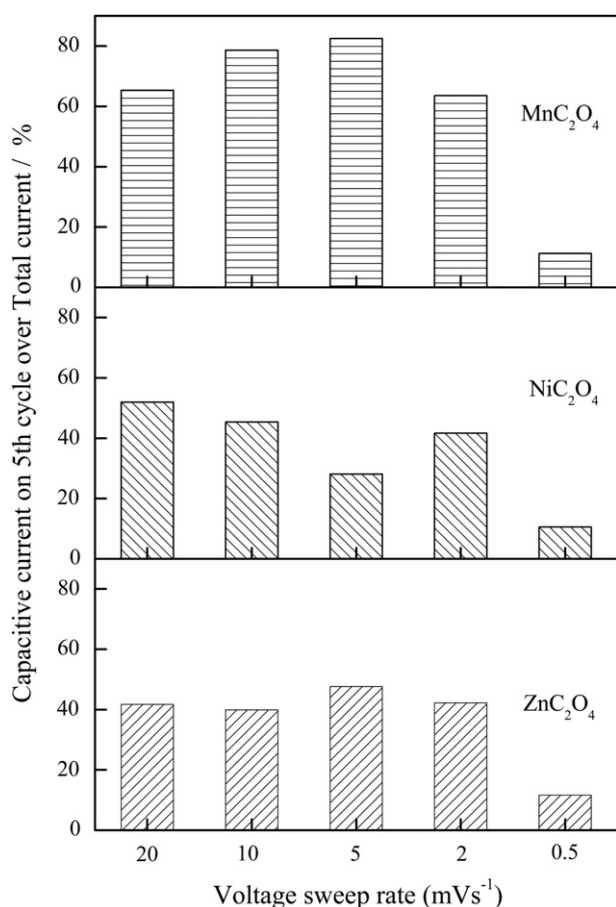 Capacitive current on 5th cycle over Total current / %
80
60
40
20
0
MnC₂O₄
80
60
40
20
0
NiC₂O₄
80
60
40
20
0
ZnC₂O₄
20 10 5 2 0.5
Voltage sweep rate (mVs⁻¹)